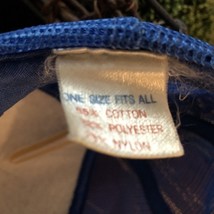 ONE SIZE FITS ALL
COTTON
POLYESTER
NYLON